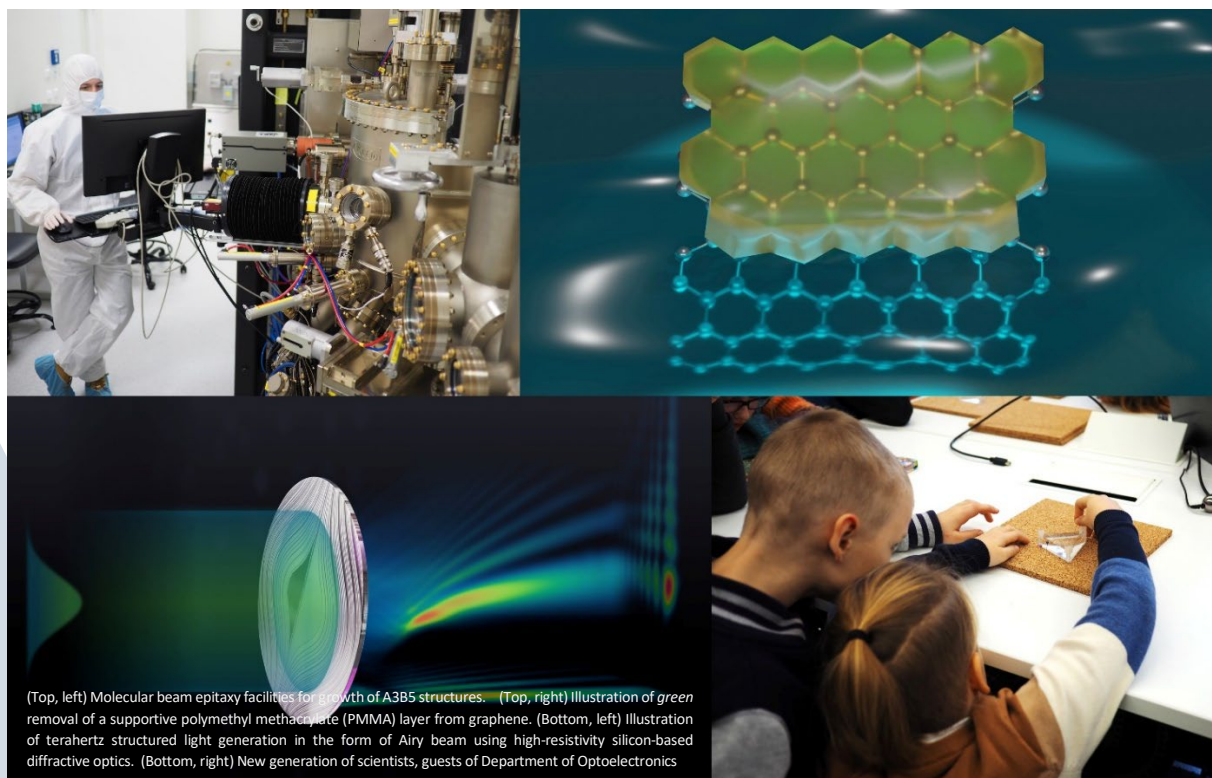 (Top, left) Molecular beam epitaxy facilities for growth of A3B5 structures. (Top, right) Illustration of green
removal of a supportive polymethyl methacrylate (PMMA) layer from graphene. (Bottom, left) Illustration
of terahertz structured light generation in the form of Airy beam using high-resistivity silicon-based
diffractive optics. (Bottom, right) New generation of scientists, guests of Department of Optoelectronics